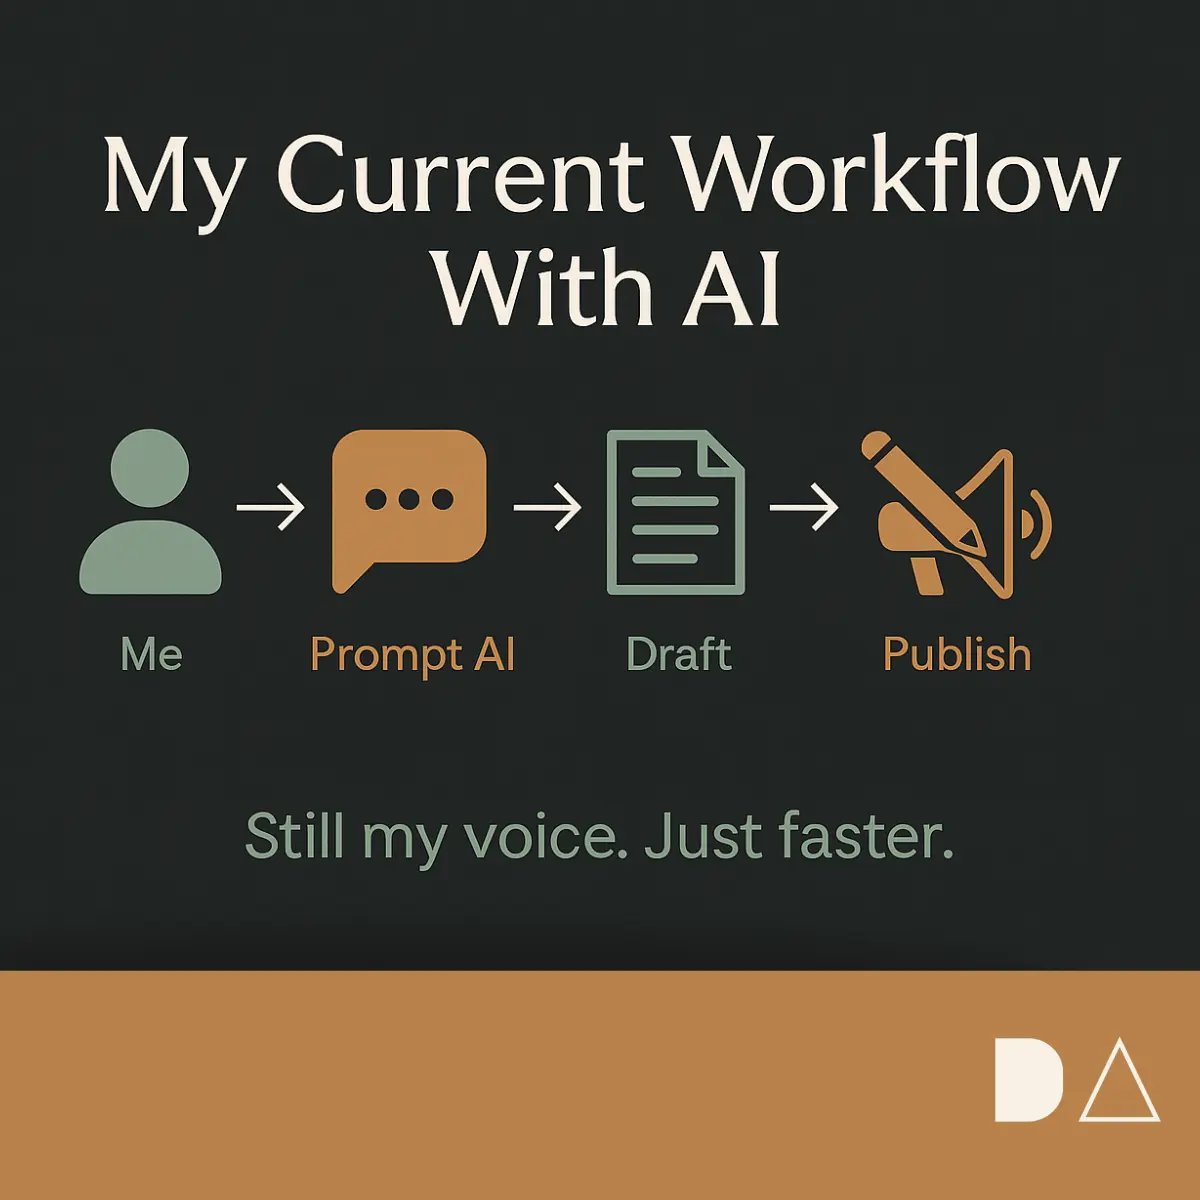 My Current Workflow
With AI
Me
Prompt AI
Draft
Publish
Still my voice. Just faster.